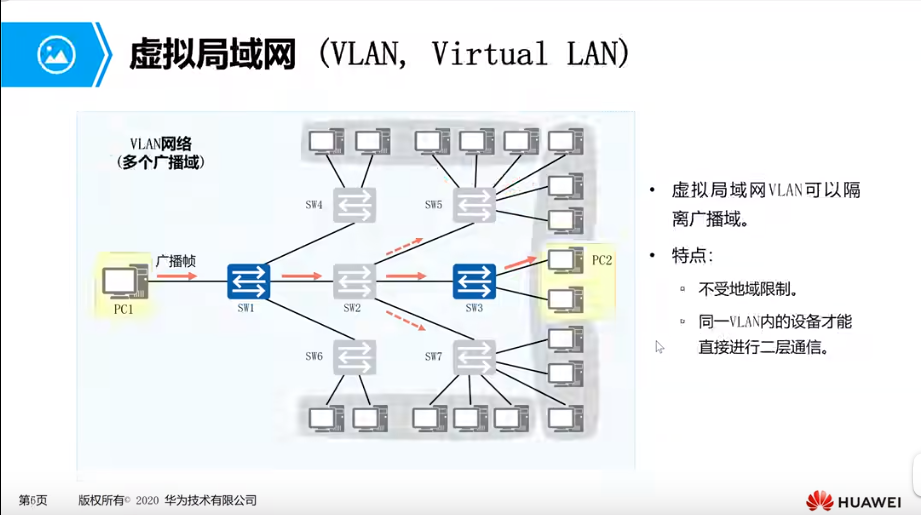 虚拟局域网 (VLAN, Virtual LAN)
VLAN网络
(多个广播域)
SW4
SW5
广播帧
PC1
SW1
SW2
SW3
PC2
SW6
SW7
• 虚拟局域网VLAN可以隔
离广播域。
• 特点：
▫ 不受地域限制。
▫ 同一VLAN内的设备才能
直接进行二层通信。
第6页 版权所有© 2020 华为技术有限公司
HUAWEI